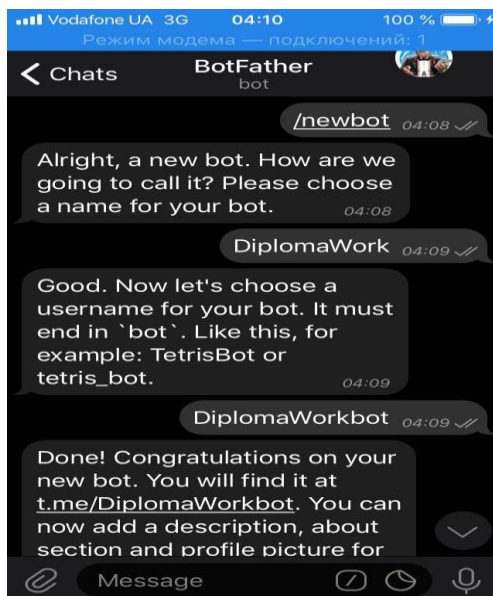 Vodafone UA 3G 04:10 100 %
Режим модема — подключений: 1
Chats BotFather
bot
/newbot 04:08
Alright, a new bot. How are we
going to call it? Please choose
a name for your bot. 04:08
DiplomaWork 04:09
Good. Now let's choose a
username for your bot. It must
end in `bot`. Like this, for
example: TetrisBot or
tetris_bot. 04:09
DiplomaWorkbot 04:09
Done! Congratulations on your
new bot. You will find it at
t.me/DiplomaWorkbot. You can
now add a description, about
section and profile picture for
Message